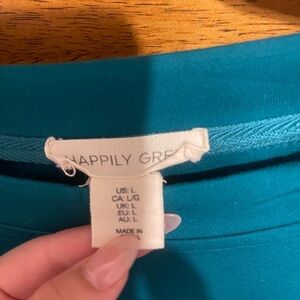 HAPPILY GRE
US: L
CA: L/G
UK: L
EU: L
AU: L
MADE IN